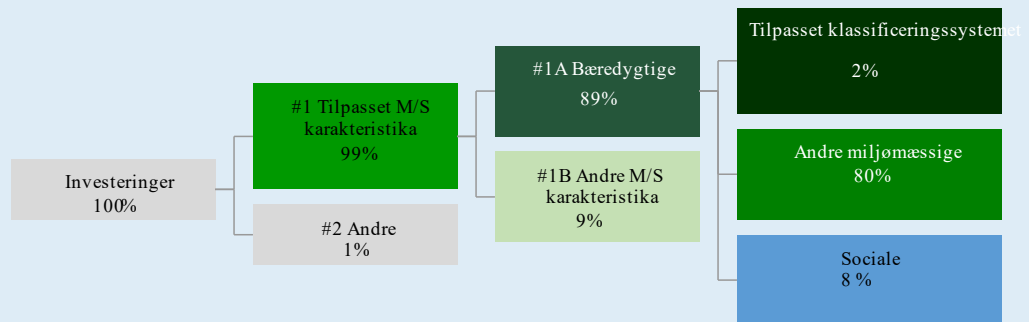 Investeringer
100%
#1 Tilpasset M/S
karakteristika
99%
#2 Andre
1%
#1A Bæredygtige
89%
#1B Andre M/S
karakteristika
9%
Tilpasset klassificeringssystemet
2%
Andre miljømæssige
80%
Sociale
8 %